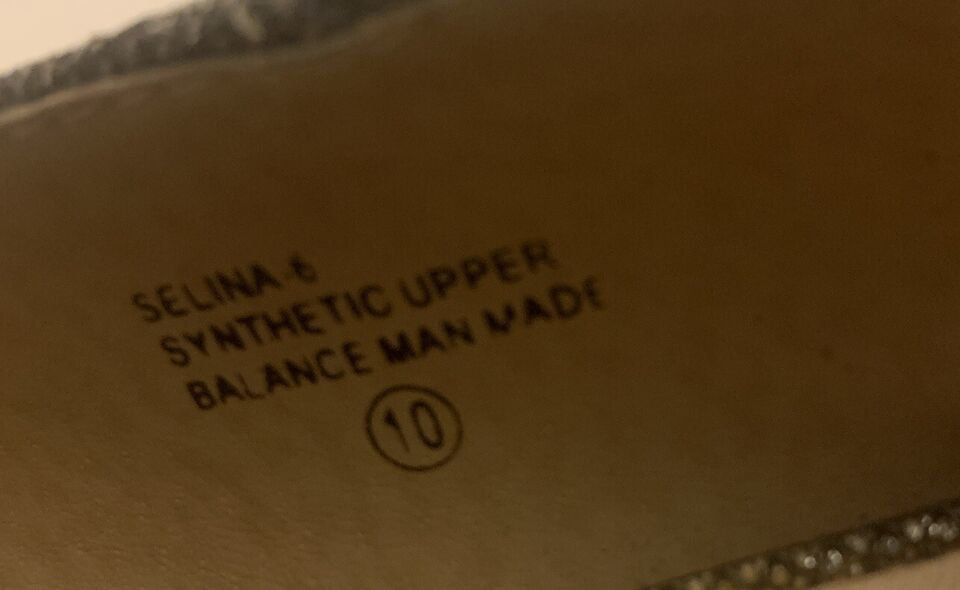 SELINA-6
SYNTHETIC UPPER
BALANCE MAN MADE
10